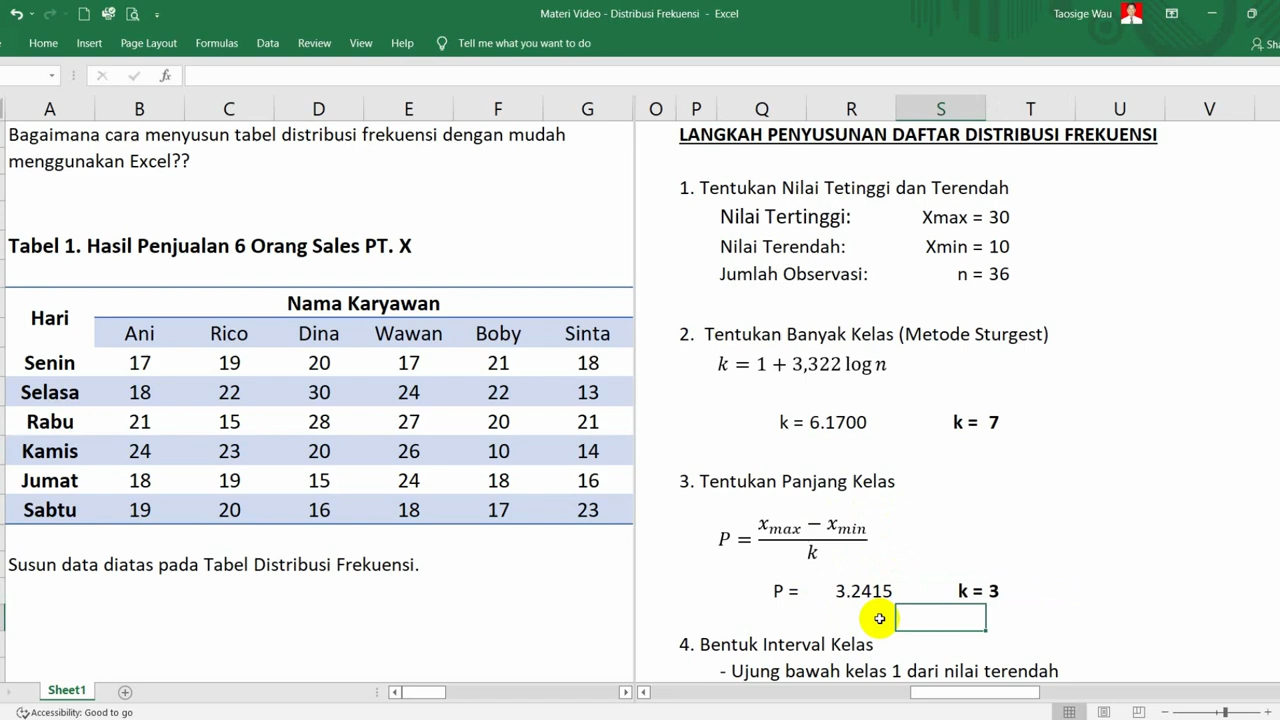 Materi Video - Distribusi Frekuensi - Excel
Taosige Wau
Home Insert Page Layout Formulas Data Review View Help Tell me what you want to do
fx
A B C D E F G O P Q R S T U V
Bagaimana cara menyusun tabel distribusi frekuensi dengan mudah
menggunakan Excel??
Tabel 1. Hasil Penjualan 6 Orang Sales PT. X
Hari Nama Karyawan
Ani Rico Dina Wawan Boby Sinta
Senin 17 19 20 17 21 18
Selasa 18 22 30 24 22 13
Rabu 21 15 28 27 20 21
Kamis 24 23 20 26 10 14
Jumat 18 19 15 24 18 16
Sabtu 19 20 16 18 17 23
Susun data diatas pada Tabel Distribusi Frekuensi.
LANGKAH PENYUSUNAN DAFTAR DISTRIBUSI FREKUENSI
1. Tentukan Nilai Tetinggi dan Terendah
Nilai Tertinggi: Xmax = 30
Nilai Terendah: Xmin = 10
Jumlah Observasi: n = 36
2. Tentukan Banyak Kelas (Metode Sturgest)
k = 1 + 3,322 log n
k = 6.1700 k = 7
3. Tentukan Panjang Kelas
P = (x_max − x_min) / k
P = 3.2415 k = 3
4. Bentuk Interval Kelas
- Ujung bawah kelas 1 dari nilai terendah
Sheet1
Accessibility: Good to go